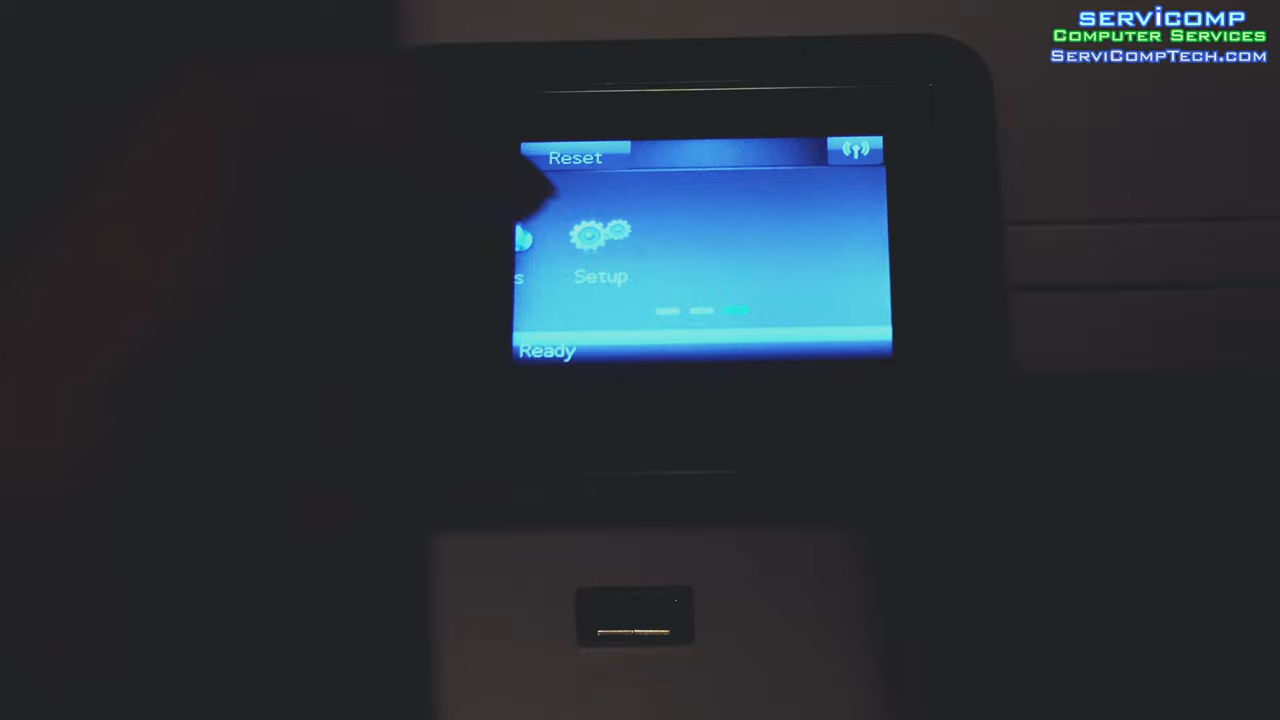 SERVICOMP
COMPUTER SERVICES
SERVICOMPTECH.COM
Reset
s
Setup
Ready